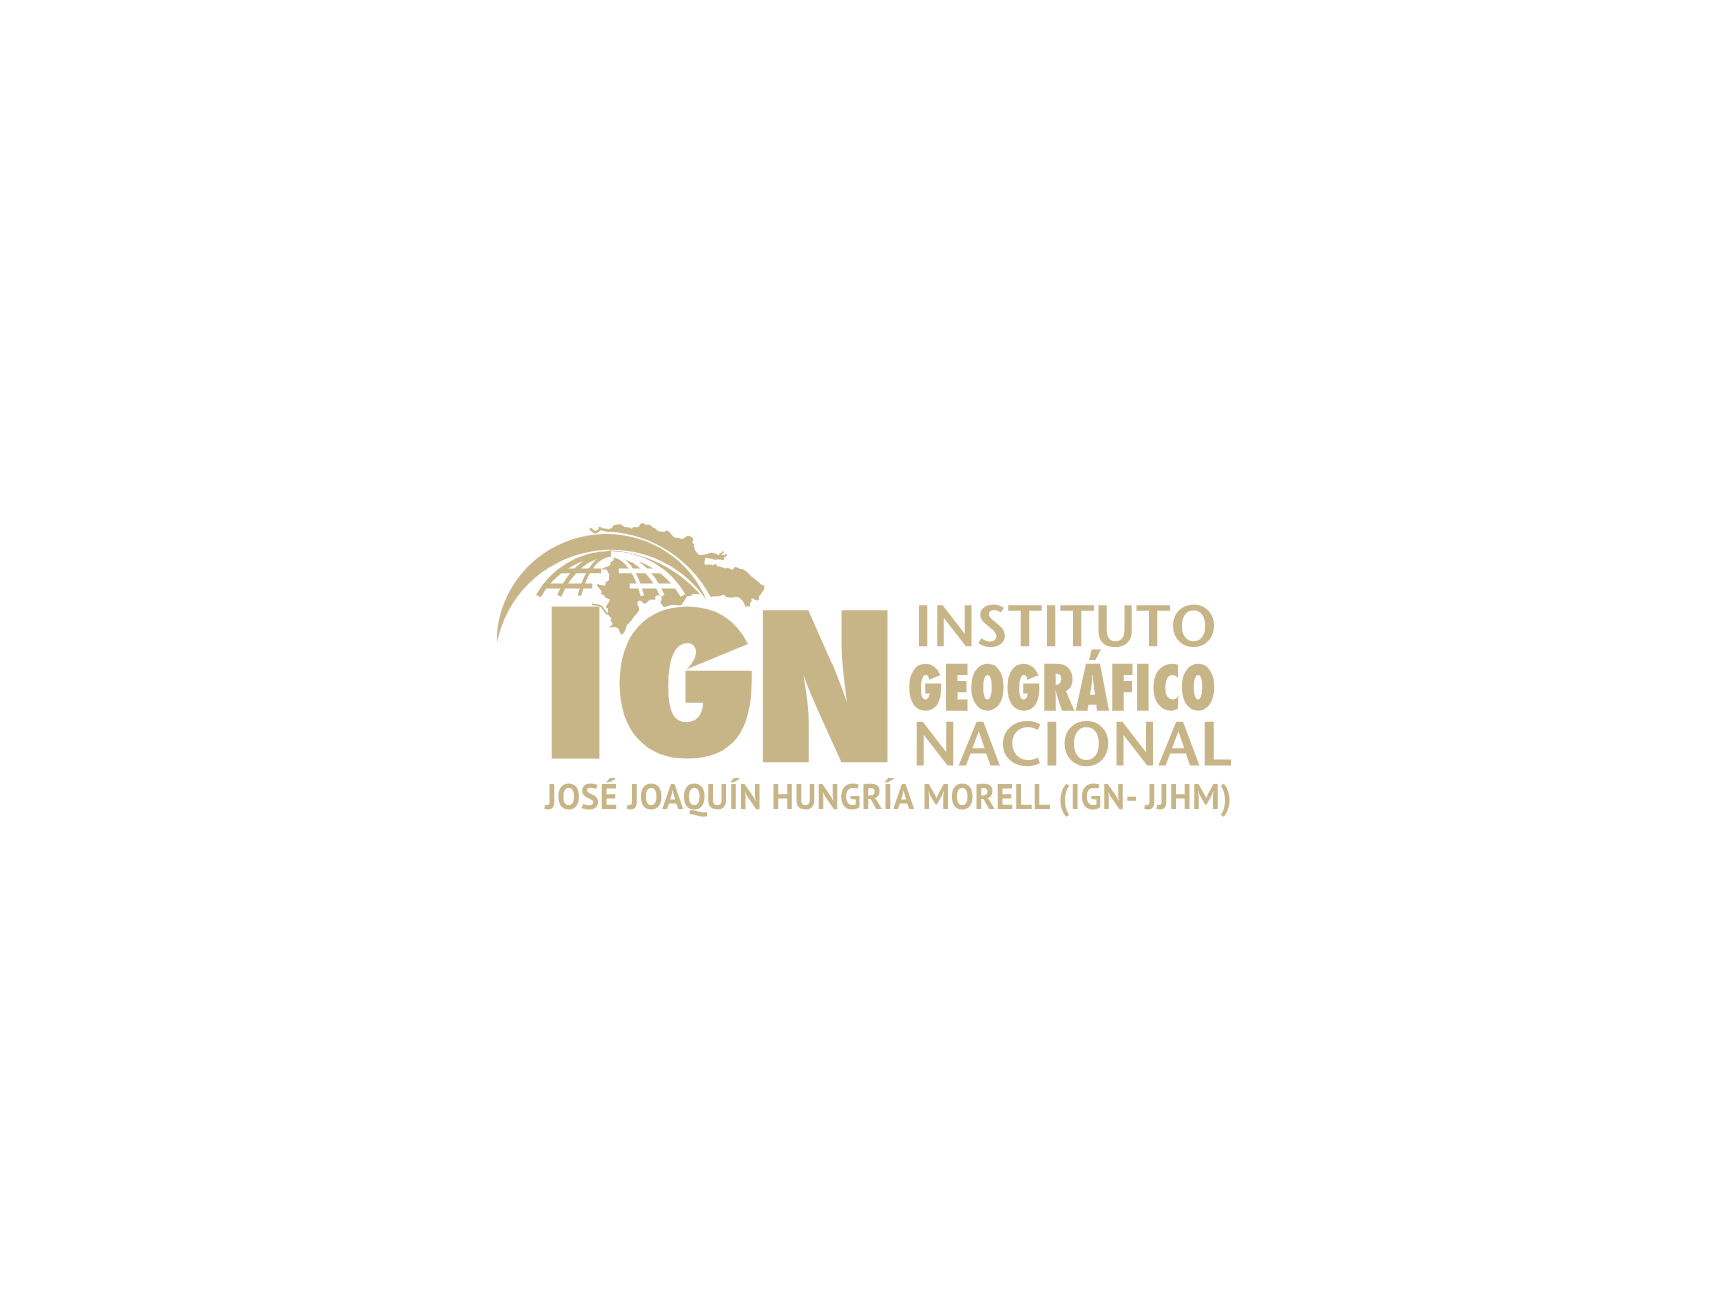 IGN
INSTITUTO
GEOGRÁFICO
NACIONAL
JOSÉ JOAQUÍN HUNGRÍA MORELL (IGN- JJHM)